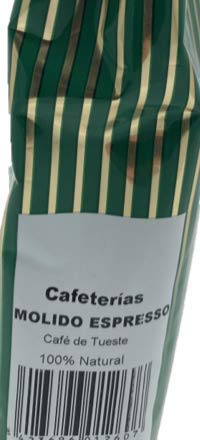 Cafeterías
MOLIDO ESPRESSO
Café de Tueste
100% Natural